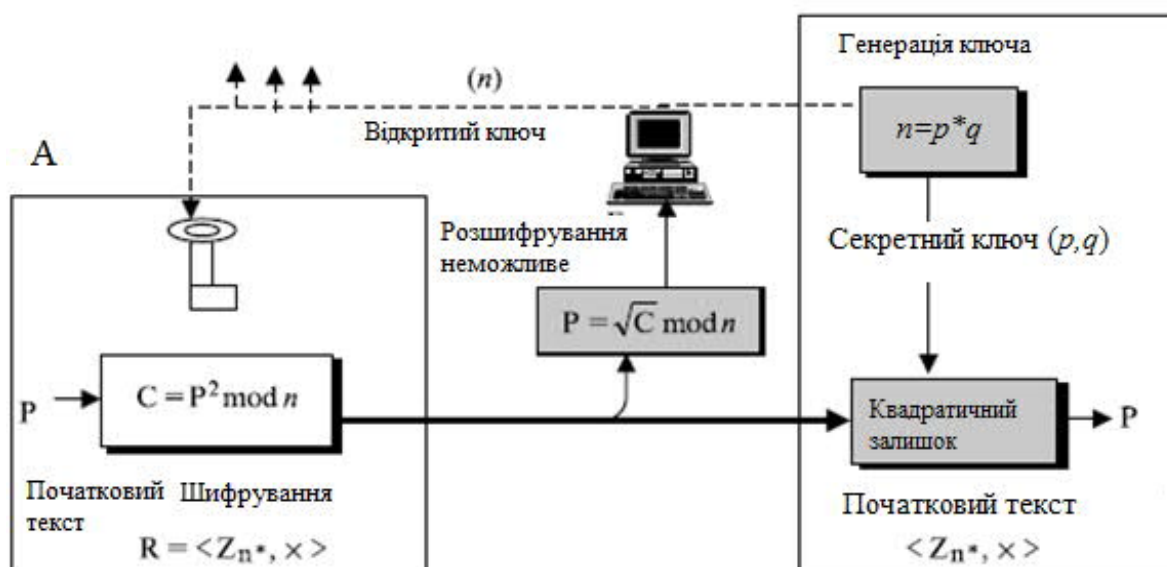 Генерація ключа
(n)
n=p*q
Відкритий ключ
A
Розшифрування
неможливе
Секретний ключ (p,q)
P = √C mod n
P
C = P² mod n
Квадратичний
залишок
P
Початковий
текст
Шифрування
Початковий текст
R = <Zn*, ×>
<Zn*, ×>